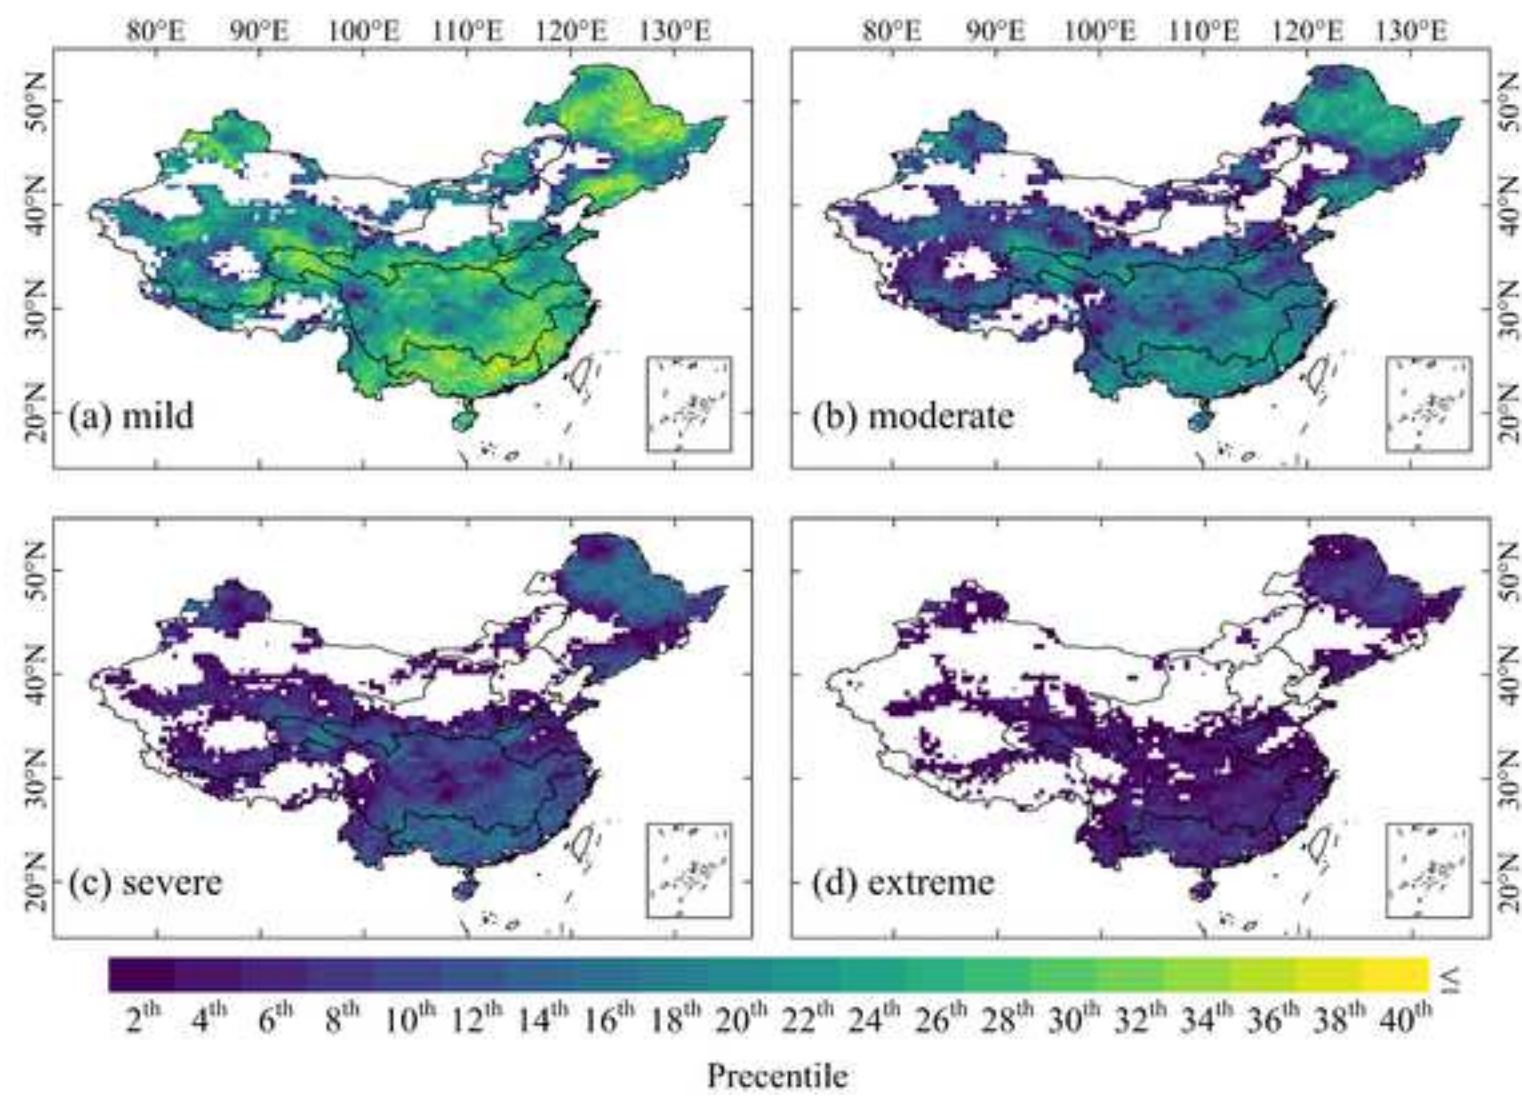 80°E 90°E 100°E 110°E 120°E 130°E 80°E 90°E 100°E 110°E 120°E 130°E
50°N 50°N
40°N 40°N
30°N 30°N
20°N 20°N
(a) mild (b) moderate
50°N 50°N
40°N 40°N
30°N 30°N
20°N 20°N
(c) severe (d) extreme
≤
2th 4th 6th 8th 10th 12th 14th 16th 18th 20th 22th 24th 26th 28th 30th 32th 34th 36th 38th 40th
Precentile